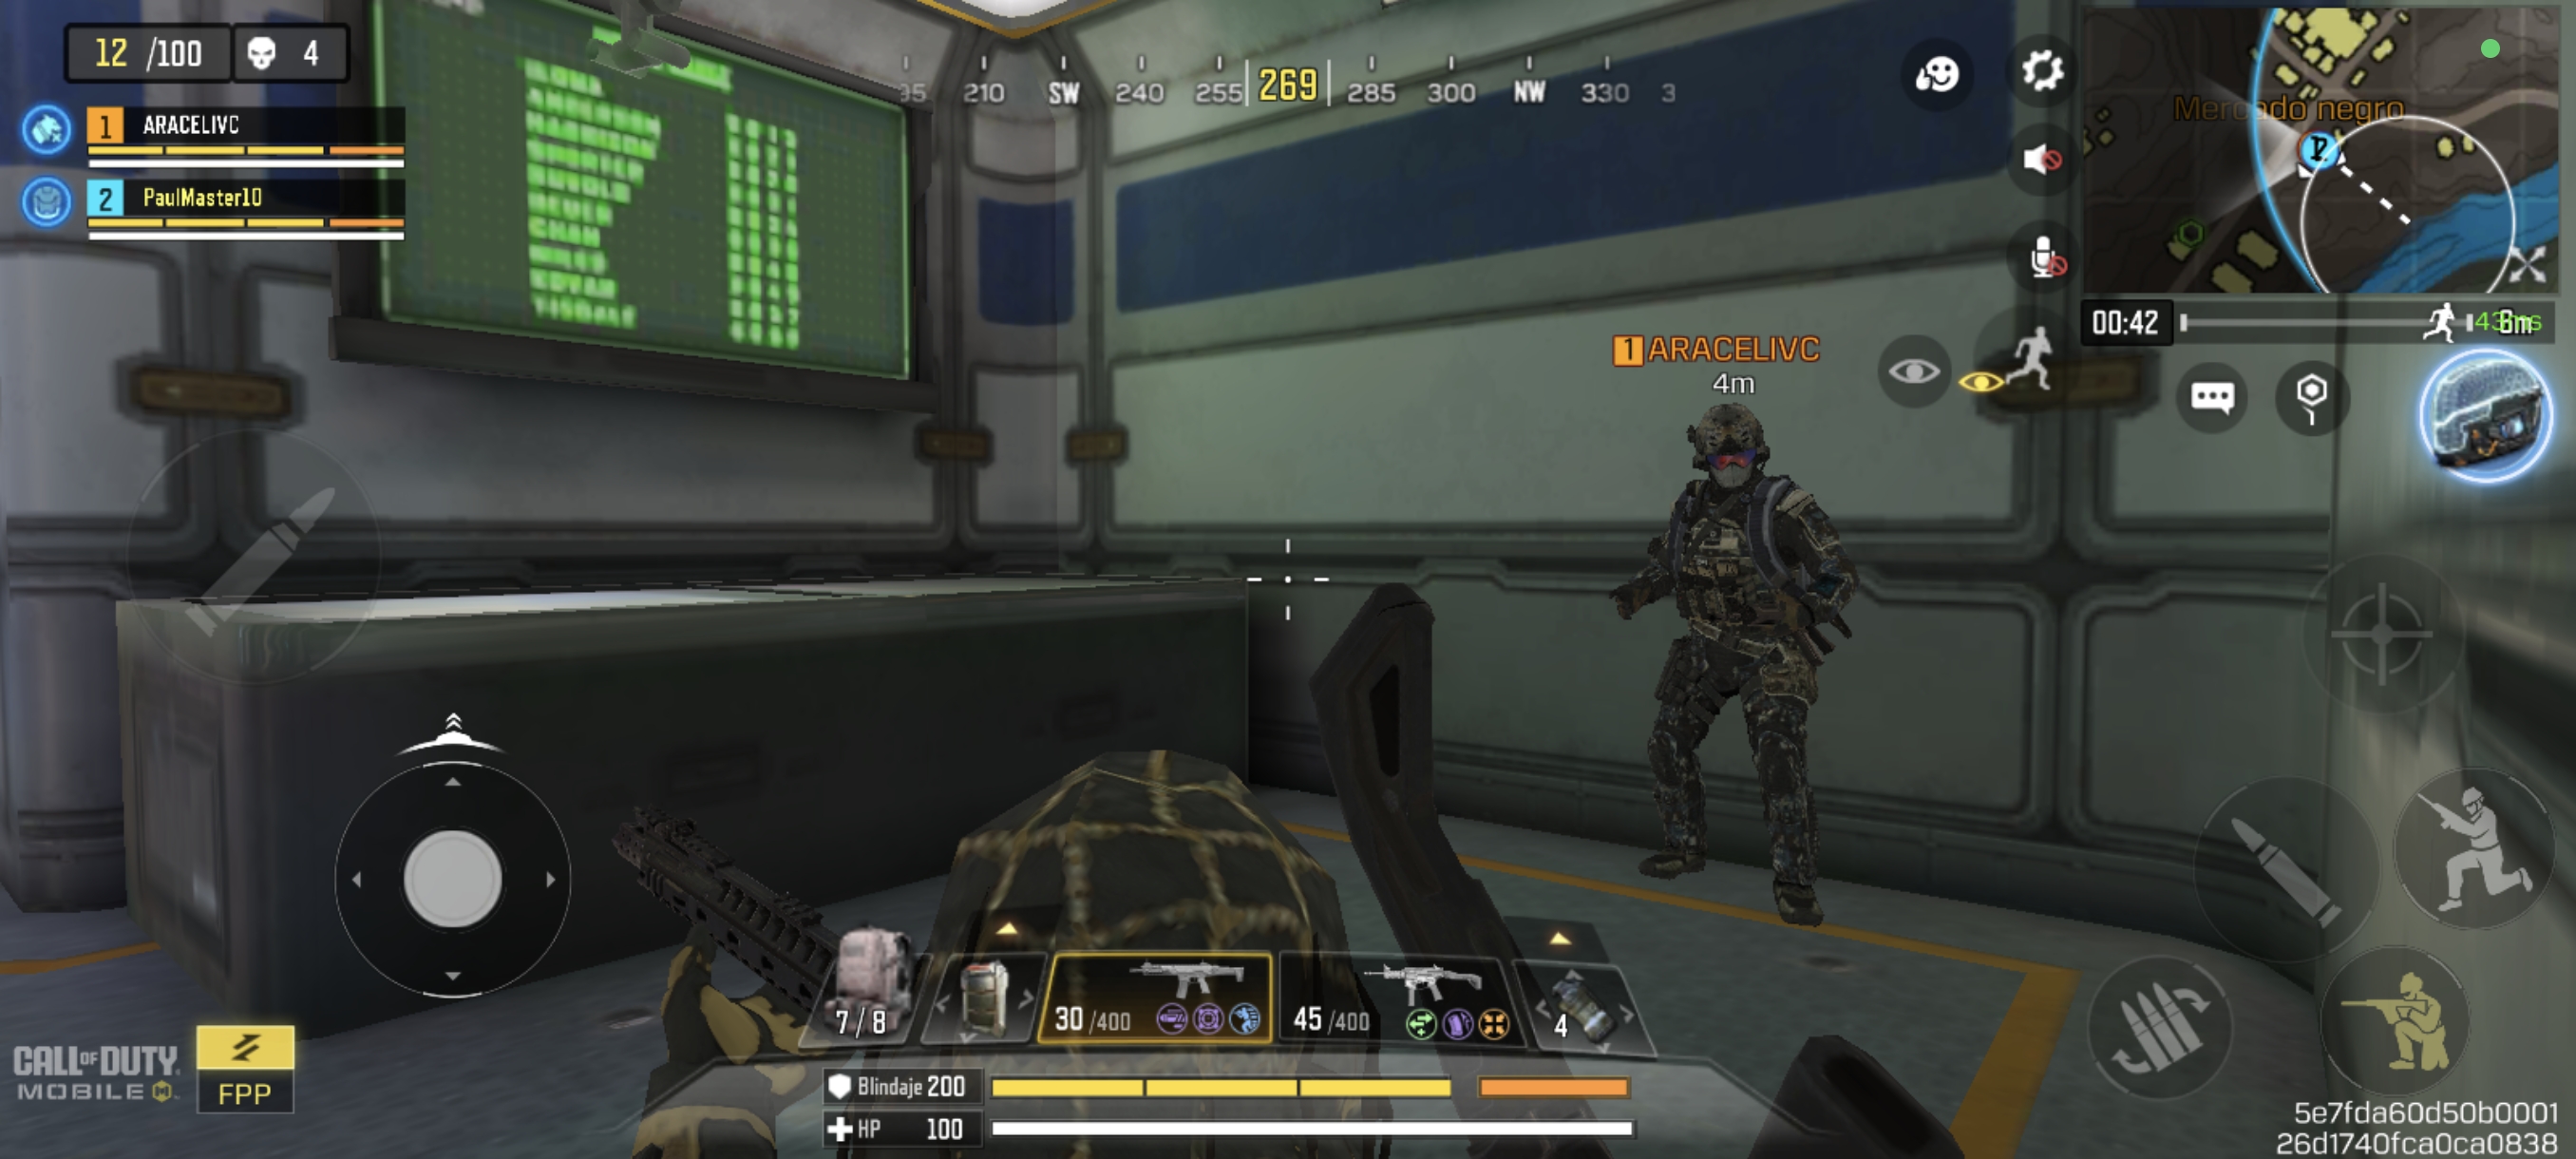 12 /100 4
1 ARACELIVC
2 PaulMaster10
210 SW 240 255 269 285 300 NW 330
Mercado negro
00:42
1 ARACELIVC
4m
7/8
30 /400
45 /400
4
Blindaje 200
HP 100
CALL OF DUTY
MOBILE
FPP
5e7fda60d50b0001
26d1740fca0ca0838